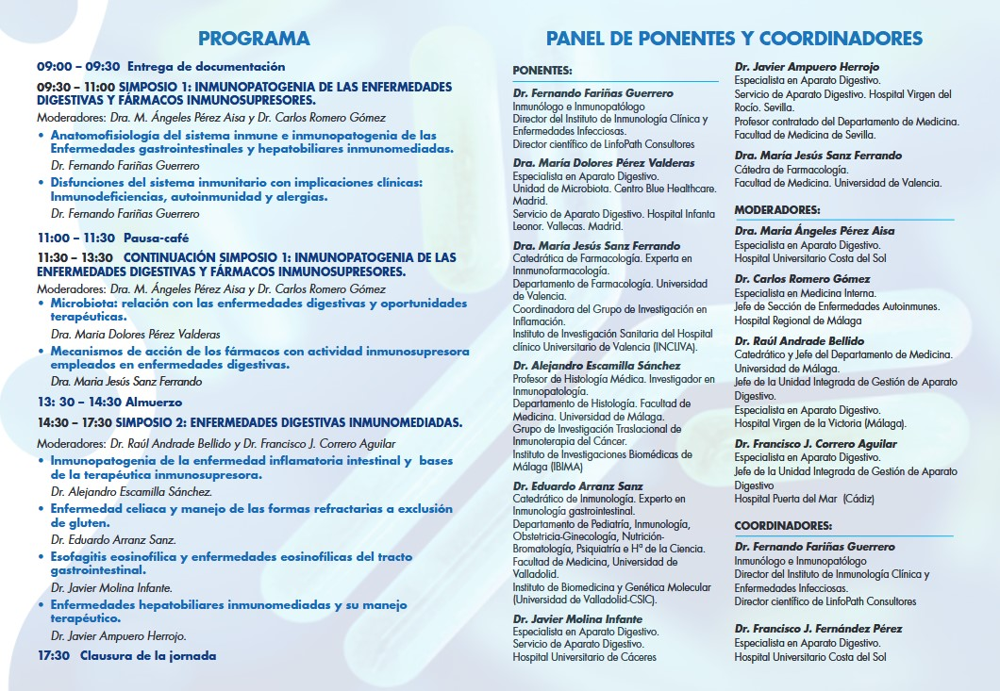 PROGRAMA
09:00 – 09:30 Entrega de documentación
09:30 – 11:00 SIMPOSIO 1: INMUNOPATOGENIA DE LAS ENFERMEDADES
DIGESTIVAS Y FÁRMACOS INMUNOSUPRESORES.
Moderadores: Dra. M. Ángeles Pérez Aisa y Dr. Carlos Romero Gómez
• Anatomofisiología del sistema inmune e inmunopatogenia de las
Enfermedades gastrointestinales y hepatobiliares inmunomediadas.
Dr. Fernando Fariñas Guerrero
• Disfunciones del sistema inmunitario con implicaciones clínicas:
Inmunodeficiencias, autoinmunidad y alergias.
Dr. Fernando Fariñas Guerrero
11:00 – 11:30 Pausa-café
11:30 – 13:30 CONTINUACIÓN SIMPOSIO 1: INMUNOPATOGENIA DE LAS
ENFERMEDADES DIGESTIVAS Y FÁRMACOS INMUNOSUPRESORES.
Moderadores: Dra. M. Ángeles Pérez Aisa y Dr. Carlos Romero Gómez
• Microbiota: relación con las enfermedades digestivas y oportunidades
terapéuticas.
Dra. Maria Dolores Pérez Valderas
• Mecanismos de acción de los fármacos con actividad inmunosupresora
empleados en enfermedades digestivas.
Dra. Maria Jesús Sanz Ferrando
13: 30 – 14:30 Almuerzo
14:30 – 17:30 SIMPOSIO 2: ENFERMEDADES DIGESTIVAS INMUNOMEDIADAS.
Moderadores: Dr. Raúl Andrade Bellido y Dr. Francisco J. Correro Aguilar
• Inmunopatogenia de la enfermedad inflamatoria intestinal y bases
de la terapéutica inmunosupresora.
Dr. Alejandro Escamilla Sánchez.
• Enfermedad celiaca y manejo de las formas refractarias a exclusión
de gluten.
Dr. Eduardo Arranz Sanz.
• Esofagitis eosinofílica y enfermedades eosinofílicas del tracto
gastrointestinal.
Dr. Javier Molina Infante.
• Enfermedades hepatobiliares inmunomediadas y su manejo
terapéutico.
Dr. Javier Ampuero Herrojo.
17:30 Clausura de la jornada
PANEL DE PONENTES Y COORDINADORES
PONENTES:
Dr. Fernando Fariñas Guerrero
Inmunólogo e Inmunopatólogo
Director del Instituto de Inmunología Clínica y
Enfermedades Infecciosas.
Director científico de LinfoPath Consultores
Dra. María Dolores Pérez Valderas
Especialista en Aparato Digestivo.
Unidad de Microbiota. Centro Blue Healthcare.
Madrid.
Servicio de Aparato Digestivo. Hospital Infanta
Leonor. Vallecas. Madrid.
Dra. María Jesús Sanz Ferrando
Catedrática de Farmacología. Experta en
Innmunofarmacología.
Departamento de Farmacología. Universidad
de Valencia.
Coordinadora del Grupo de Investigación en
Inflamación.
Instituto de Investigación Sanitaria del Hospital
clínico Universitario de Valencia (INCLIVA).
Dr. Alejandro Escamilla Sánchez
Profesor de Histología Médica. Investigador en
Inmunopatología.
Departamento de Histología. Facultad de
Medicina. Universidad de Málaga.
Grupo de Investigación Traslacional de
Inmunoterapia del Cáncer.
Instituto de Investigaciones Biomédicas de
Málaga (IBIMA)
Dr. Eduardo Arranz Sanz
Catedrático de Inmunología. Experto en
Inmunología gastrointestinal.
Departamento de Pediatría, Inmunología,
Obstetricia-Ginecología, Nutrición-
Bromatología, Psiquiatría e Hª de la Ciencia.
Facultad de Medicina, Universidad de
Valladolid.
Instituto de Biomedicina y Genética Molecular
(Universidad de Valladolid-CSIC).
Dr. Javier Molina Infante
Especialista en Aparato Digestivo.
Servicio de Aparato Digestivo.
Hospital Universitario de Cáceres
Dr. Javier Ampuero Herrojo
Especialista en Aparato Digestivo.
Servicio de Aparato Digestivo. Hospital Virgen del
Rocío. Sevilla.
Profesor contratado del Departamento de Medicina.
Facultad de Medicina de Sevilla.
Dra. María Jesús Sanz Ferrando
Cátedra de Farmacología.
Facultad de Medicina. Universidad de Valencia.
MODERADORES:
Dra. Maria Ángeles Pérez Aisa
Especialista en Aparato Digestivo.
Hospital Universitario Costa del Sol
Dr. Carlos Romero Gómez
Especialista en Medicina Interna.
Jefe de Sección de Enfermedades Autoinmunes.
Hospital Regional de Málaga
Dr. Raúl Andrade Bellido
Catedrático y Jefe del Departamento de Medicina.
Universidad de Málaga.
Jefe de la Unidad Integrada de Gestión de Aparato
Digestivo.
Especialista en Aparato Digestivo.
Hospital Virgen de la Victoria (Málaga).
Dr. Francisco J. Correro Aguilar
Especialista en Aparato Digestivo.
Jefe de la Unidad Integrada de Gestión de Aparato
Digestivo
Hospital Puerta del Mar (Cádiz)
COORDINADORES:
Dr. Fernando Fariñas Guerrero
Inmunólogo e Inmunopatólogo
Director del Instituto de Inmunología Clínica y
Enfermedades Infecciosas.
Director científico de LinfoPath Consultores
Dr. Francisco J. Fernández Pérez
Especialista en Aparato Digestivo.
Hospital Universitario Costa del Sol